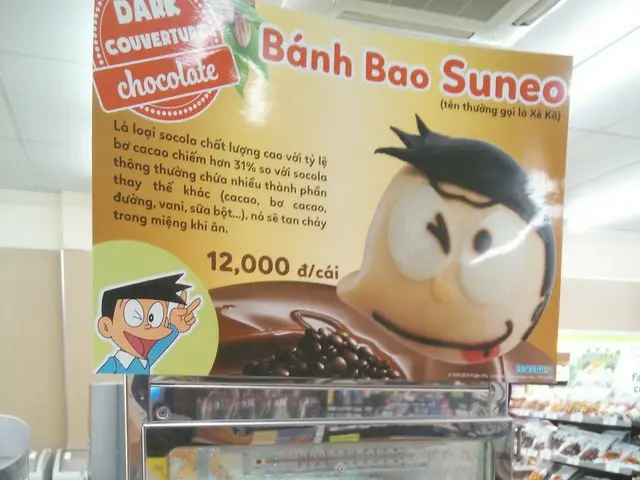 DARK
COUVERTURE
chocolate
Bánh Bao Suneo
(tên thường gọi là Xê Kô)
Là loại socola chất lượng cao với tỷ lệ
bơ cacao chiếm hơn 31% so với socola
thông thường chứa nhiều thành phần
thay thế khác (cacao, bơ cacao,
đường, vani, sữa bột...), nó sẽ tan chảy
trong miệng khi ăn.
12,000 đ/cái